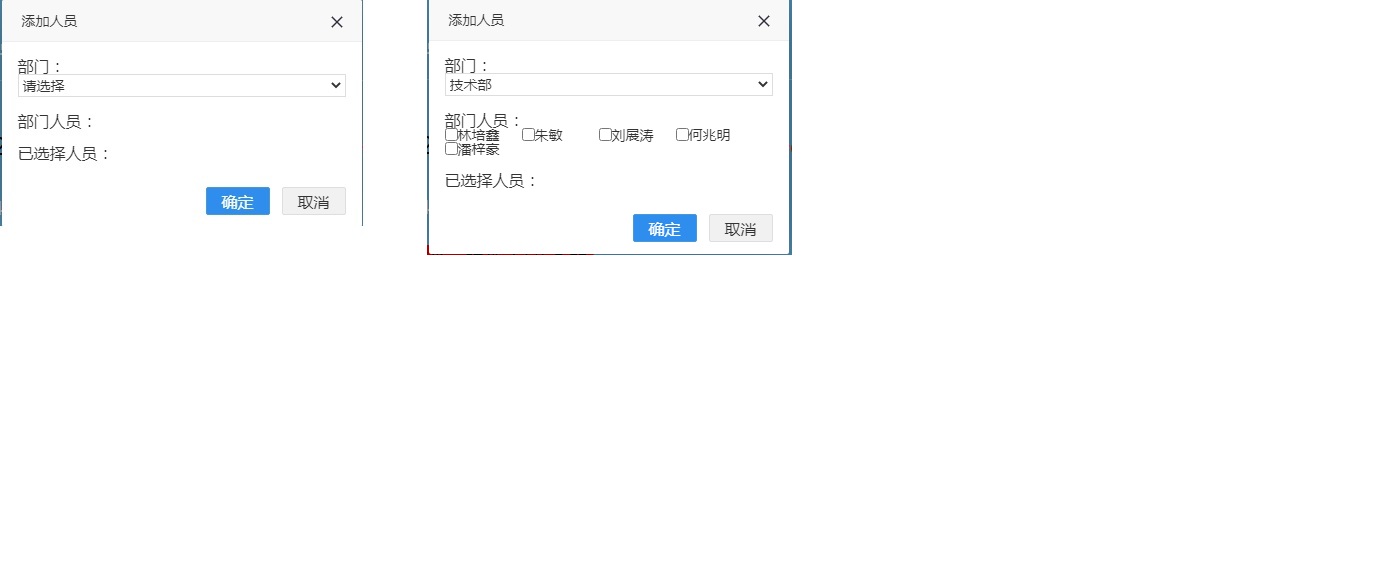 添加人员
部门：
请选择
部门人员：
已选择人员：
确定 取消
添加人员
部门：
技术部
部门人员：
林培鑫 朱敏 刘展涛 何兆明
潘梓豪
已选择人员：
确定 取消